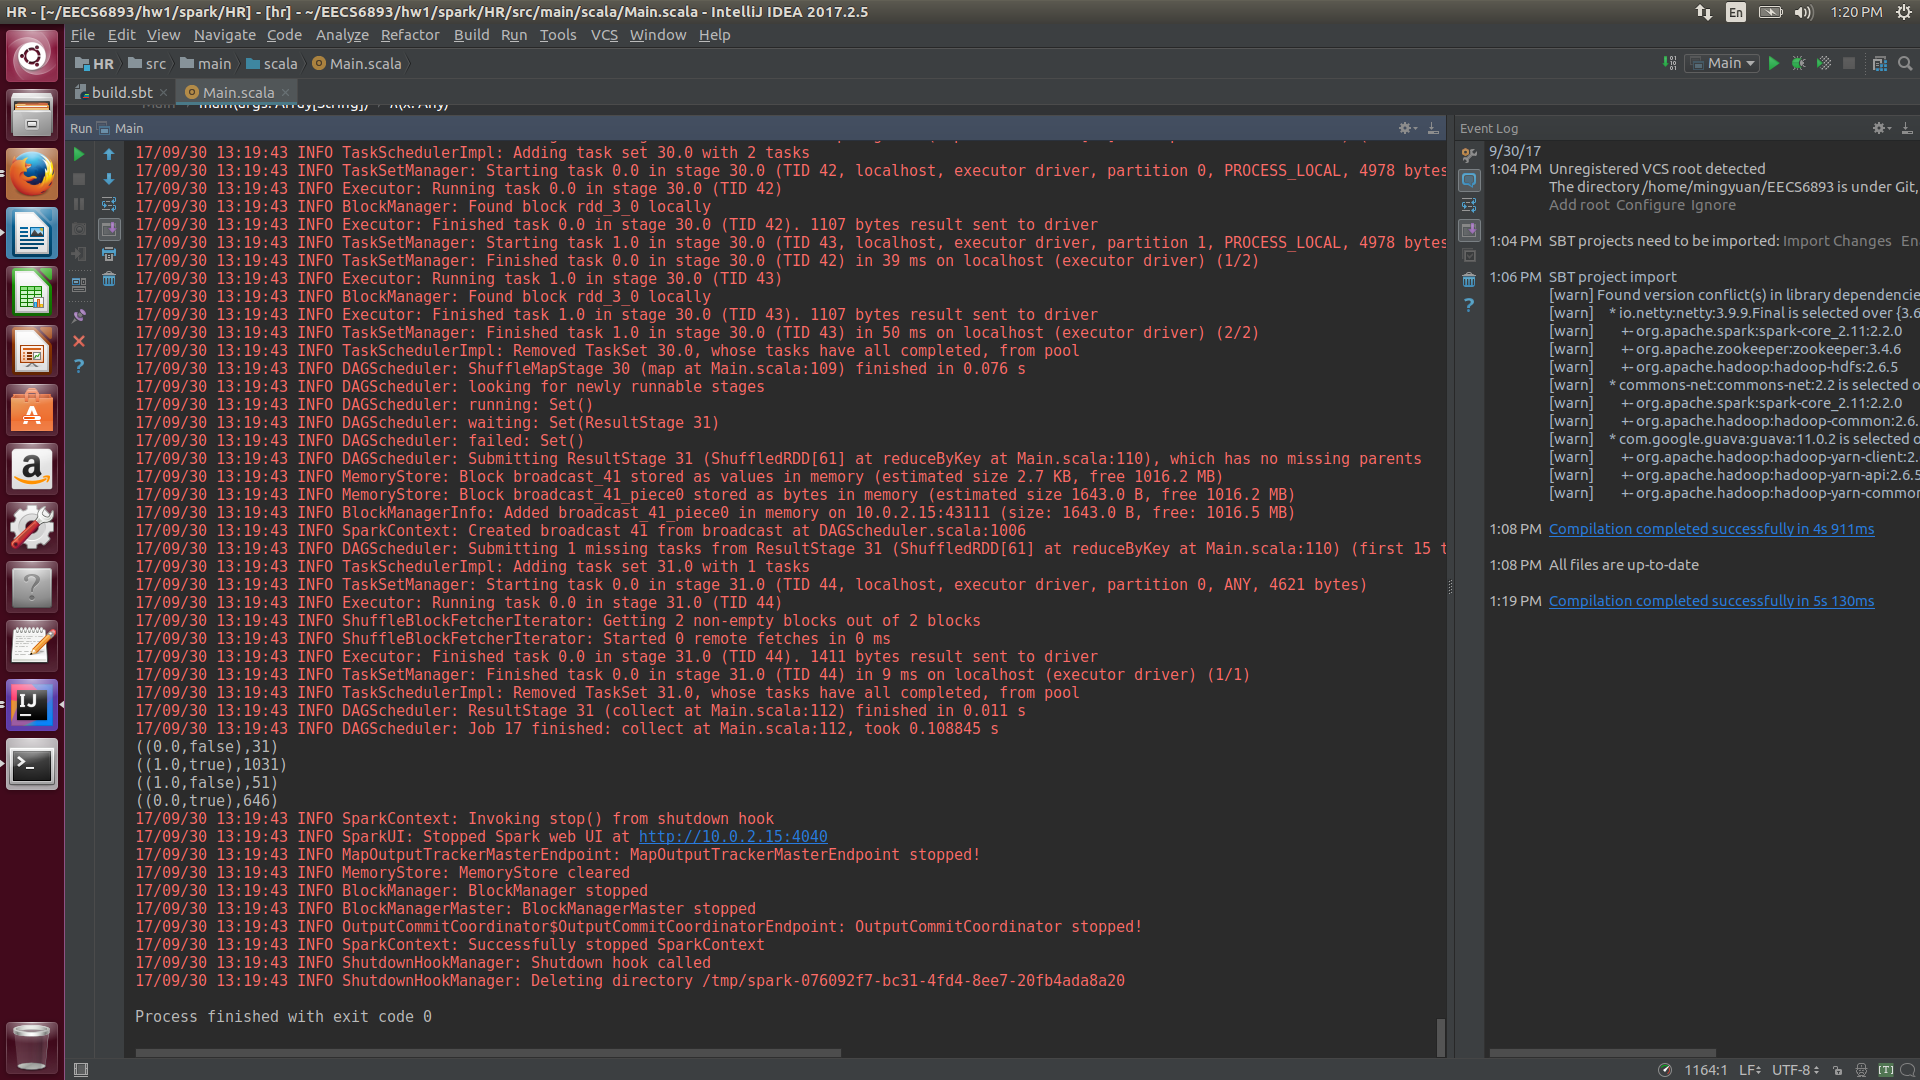 HR - [~/EECS6893/hw1/spark/HR] - [hr] - ~/EECS6893/hw1/spark/HR/src/main/scala/Main.scala - IntelliJ IDEA 2017.2.5
En
1:20 PM
File Edit View Navigate Code Analyze Refactor Build Run Tools VCS Window Help
HR src main scala Main.scala
Main
build.sbt
Main.scala
Main main(args: Array[String]) λ(x: Any)
Run Main
17/09/30 13:19:43 INFO TaskSchedulerImpl: Adding task set 30.0 with 2 tasks
17/09/30 13:19:43 INFO TaskSetManager: Starting task 0.0 in stage 30.0 (TID 42, localhost, executor driver, partition 0, PROCESS_LOCAL, 4978 bytes
17/09/30 13:19:43 INFO Executor: Running task 0.0 in stage 30.0 (TID 42)
17/09/30 13:19:43 INFO BlockManager: Found block rdd_3_0 locally
17/09/30 13:19:43 INFO Executor: Finished task 0.0 in stage 30.0 (TID 42). 1107 bytes result sent to driver
17/09/30 13:19:43 INFO TaskSetManager: Starting task 1.0 in stage 30.0 (TID 43, localhost, executor driver, partition 1, PROCESS_LOCAL, 4978 bytes
17/09/30 13:19:43 INFO TaskSetManager: Finished task 0.0 in stage 30.0 (TID 42) in 39 ms on localhost (executor driver) (1/2)
17/09/30 13:19:43 INFO Executor: Running task 1.0 in stage 30.0 (TID 43)
17/09/30 13:19:43 INFO BlockManager: Found block rdd_3_0 locally
17/09/30 13:19:43 INFO Executor: Finished task 1.0 in stage 30.0 (TID 43). 1107 bytes result sent to driver
17/09/30 13:19:43 INFO TaskSetManager: Finished task 1.0 in stage 30.0 (TID 43) in 50 ms on localhost (executor driver) (2/2)
17/09/30 13:19:43 INFO TaskSchedulerImpl: Removed TaskSet 30.0, whose tasks have all completed, from pool
17/09/30 13:19:43 INFO DAGScheduler: ShuffleMapStage 30 (map at Main.scala:109) finished in 0.076 s
17/09/30 13:19:43 INFO DAGScheduler: looking for newly runnable stages
17/09/30 13:19:43 INFO DAGScheduler: running: Set()
17/09/30 13:19:43 INFO DAGScheduler: waiting: Set(ResultStage 31)
17/09/30 13:19:43 INFO DAGScheduler: failed: Set()
17/09/30 13:19:43 INFO DAGScheduler: Submitting ResultStage 31 (ShuffledRDD[61] at reduceByKey at Main.scala:110), which has no missing parents
17/09/30 13:19:43 INFO MemoryStore: Block broadcast_41 stored as values in memory (estimated size 2.7 KB, free 1016.2 MB)
17/09/30 13:19:43 INFO MemoryStore: Block broadcast_41_piece0 stored as bytes in memory (estimated size 1643.0 B, free 1016.2 MB)
17/09/30 13:19:43 INFO BlockManagerInfo: Added broadcast_41_piece0 in memory on 10.0.2.15:43111 (size: 1643.0 B, free: 1016.5 MB)
17/09/30 13:19:43 INFO SparkContext: Created broadcast 41 from broadcast at DAGScheduler.scala:1006
17/09/30 13:19:43 INFO DAGScheduler: Submitting 1 missing tasks from ResultStage 31 (ShuffledRDD[61] at reduceByKey at Main.scala:110) (first 15 t
17/09/30 13:19:43 INFO TaskSchedulerImpl: Adding task set 31.0 with 1 tasks
17/09/30 13:19:43 INFO TaskSetManager: Starting task 0.0 in stage 31.0 (TID 44, localhost, executor driver, partition 0, ANY, 4621 bytes)
17/09/30 13:19:43 INFO Executor: Running task 0.0 in stage 31.0 (TID 44)
17/09/30 13:19:43 INFO ShuffleBlockFetcherIterator: Getting 2 non-empty blocks out of 2 blocks
17/09/30 13:19:43 INFO ShuffleBlockFetcherIterator: Started 0 remote fetches in 0 ms
17/09/30 13:19:43 INFO Executor: Finished task 0.0 in stage 31.0 (TID 44). 1411 bytes result sent to driver
17/09/30 13:19:43 INFO TaskSetManager: Finished task 0.0 in stage 31.0 (TID 44) in 9 ms on localhost (executor driver) (1/1)
17/09/30 13:19:43 INFO TaskSchedulerImpl: Removed TaskSet 31.0, whose tasks have all completed, from pool
17/09/30 13:19:43 INFO DAGScheduler: ResultStage 31 (collect at Main.scala:112) finished in 0.011 s
17/09/30 13:19:43 INFO DAGScheduler: Job 17 finished: collect at Main.scala:112, took 0.108845 s
((0.0,false),31)
((1.0,true),1031)
((1.0,false),51)
((0.0,true),646)
17/09/30 13:19:43 INFO SparkContext: Invoking stop() from shutdown hook
17/09/30 13:19:43 INFO SparkUI: Stopped Spark web UI at http://10.0.2.15:4040
17/09/30 13:19:43 INFO MapOutputTrackerMasterEndpoint: MapOutputTrackerMasterEndpoint stopped!
17/09/30 13:19:43 INFO MemoryStore: MemoryStore cleared
17/09/30 13:19:43 INFO BlockManager: BlockManager stopped
17/09/30 13:19:43 INFO BlockManagerMaster: BlockManagerMaster stopped
17/09/30 13:19:43 INFO OutputCommitCoordinator$OutputCommitCoordinatorEndpoint: OutputCommitCoordinator stopped!
17/09/30 13:19:43 INFO SparkContext: Successfully stopped SparkContext
17/09/30 13:19:43 INFO ShutdownHookManager: Shutdown hook called
17/09/30 13:19:43 INFO ShutdownHookManager: Deleting directory /tmp/spark-076092f7-bc31-4fd4-8ee7-20fb4ada8a20
Process finished with exit code 0
Event Log
9/30/17
1:04 PM Unregistered VCS root detected
The directory /home/mingyuan/EECS6893 is under Git,
Add root Configure Ignore
1:04 PM SBT projects need to be imported: Import Changes En
1:06 PM SBT project import
[warn] Found version conflict(s) in library dependencie
[warn] * io.netty:netty:3.9.9.Final is selected over {3.6
[warn] +- org.apache.spark:spark-core_2.11:2.2.0
[warn] +- org.apache.zookeeper:zookeeper:3.4.6
[warn] +- org.apache.hadoop:hadoop-hdfs:2.6.5
[warn] * commons-net:commons-net:2.2 is selected o
[warn] +- org.apache.spark:spark-core_2.11:2.2.0
[warn] +- org.apache.hadoop:hadoop-common:2.6.
[warn] * com.google.guava:guava:11.0.2 is selected o
[warn] +- org.apache.hadoop:hadoop-yarn-client:2.
[warn] +- org.apache.hadoop:hadoop-yarn-api:2.6.5
[warn] +- org.apache.hadoop:hadoop-yarn-common
1:08 PM Compilation completed successfully in 4s 911ms
1:08 PM All files are up-to-date
1:19 PM Compilation completed successfully in 5s 130ms
1164:1 LF UTF-8 [T]